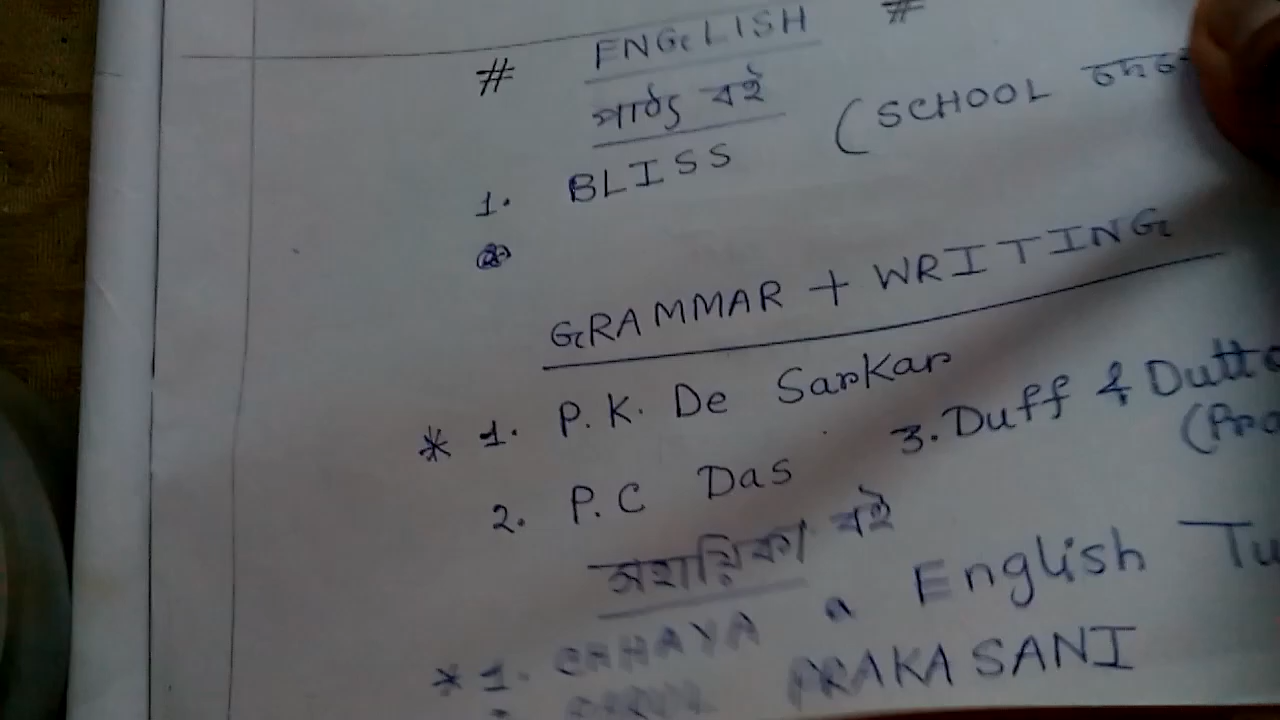 # ENGLISH #
পাঠ্য বই
1. BLISS (SCHOOL
GRAMMAR + WRITING
* 1. P. K. De Sarkar
2. P.C Das 3. Duff & Dutt
সহায়িকা বই
* 1. CHHAYA English
PRAKASANI